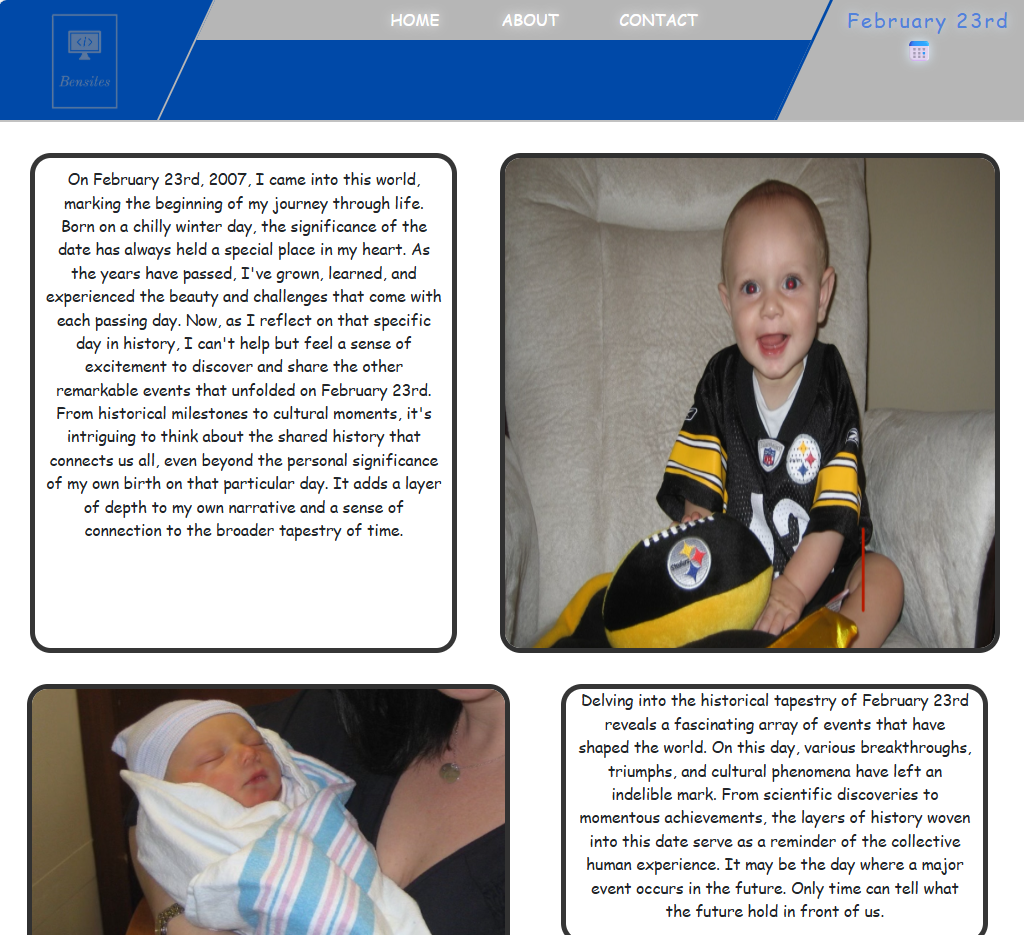 HOME ABOUT CONTACT
February 23rd
</>
Bensites
On February 23rd, 2007, I came into this world,
marking the beginning of my journey through life.
Born on a chilly winter day, the significance of the
date has always held a special place in my heart. As
the years have passed, I've grown, learned, and
experienced the beauty and challenges that come with
each passing day. Now, as I reflect on that specific
day in history, I can't help but feel a sense of
excitement to discover and share the other
remarkable events that unfolded on February 23rd.
From historical milestones to cultural moments, it's
intriguing to think about the shared history that
connects us all, even beyond the personal significance
of my own birth on that particular day. It adds a layer
of depth to my own narrative and a sense of
connection to the broader tapestry of time.
NFL
Steelers
Steelers
Delving into the historical tapestry of February 23rd
reveals a fascinating array of events that have
shaped the world. On this day, various breakthroughs,
triumphs, and cultural phenomena have left an
indelible mark. From scientific discoveries to
momentous achievements, the layers of history woven
into this date serve as a reminder of the collective
human experience. It may be the day where a major
event occurs in the future. Only time can tell what
the future hold in front of us.